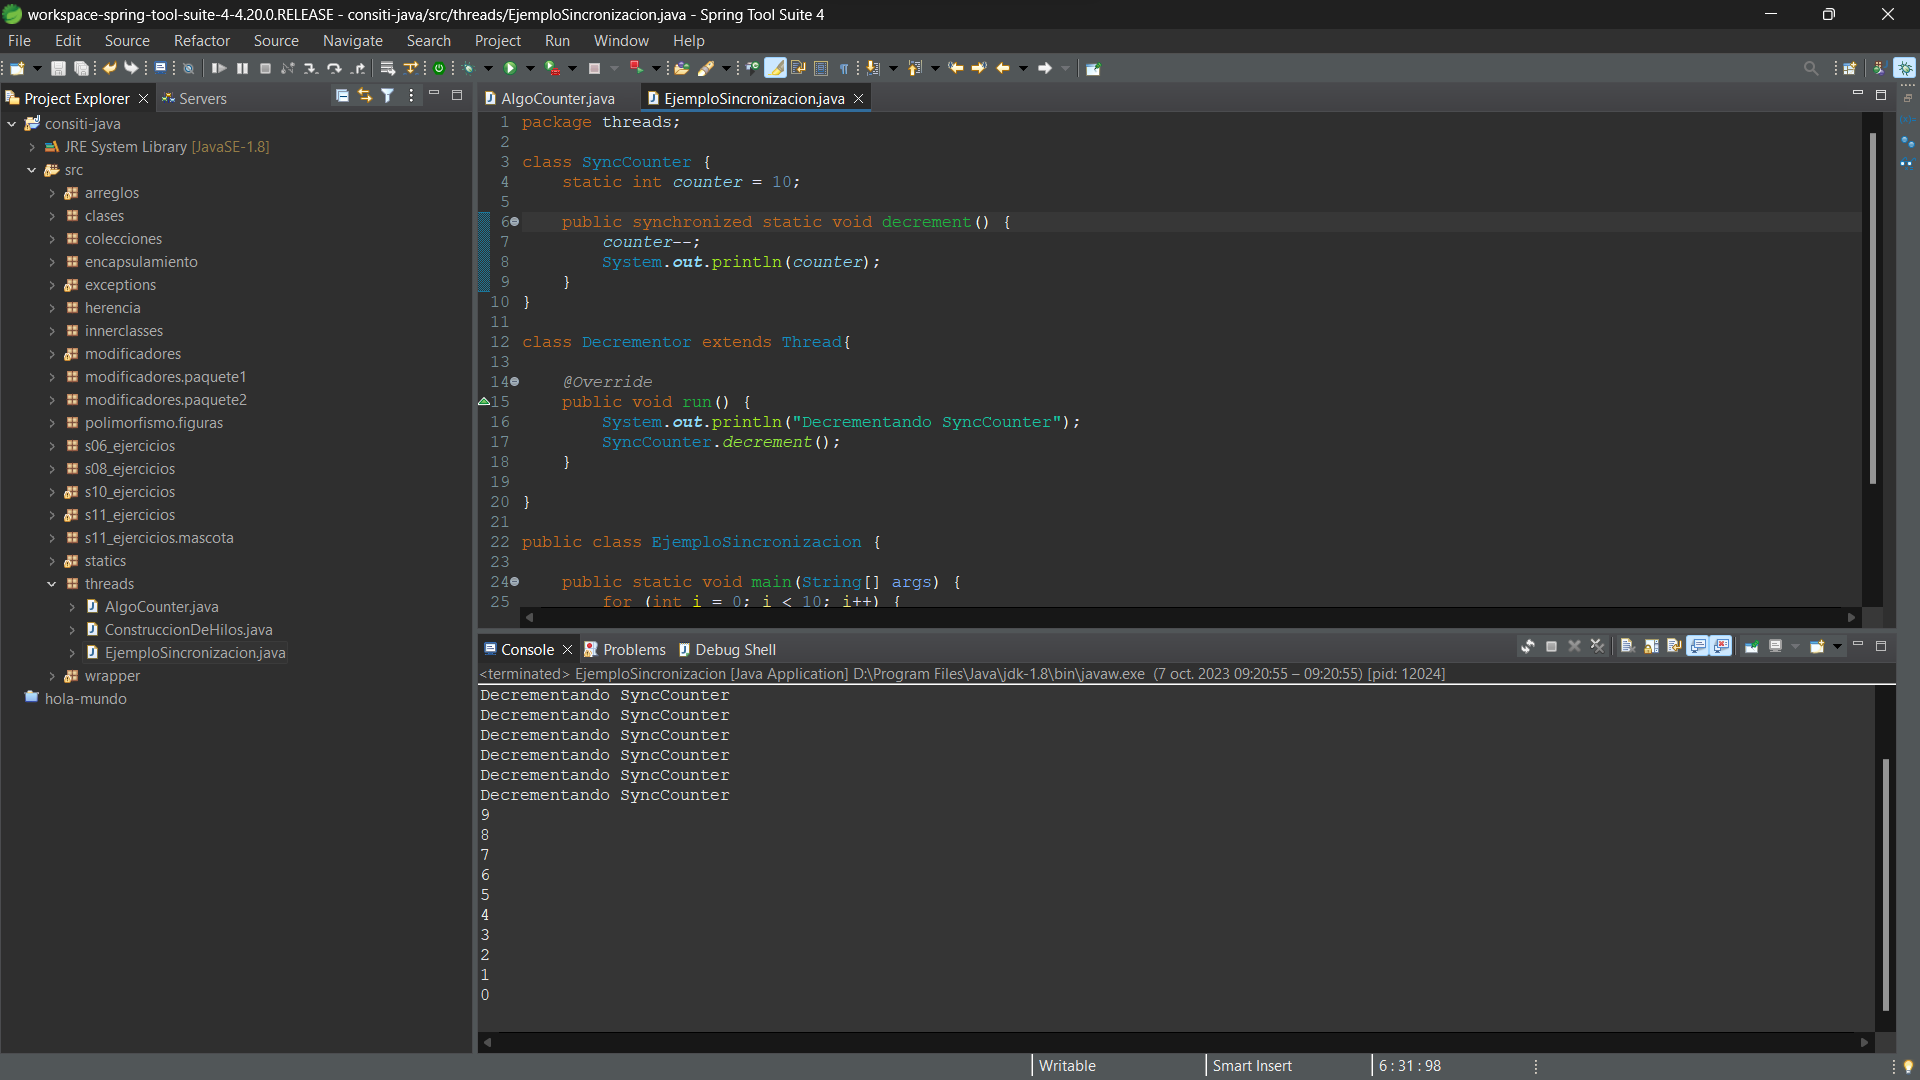 workspace-spring-tool-suite-4-4.20.0.RELEASE - consiti-java/src/threads/EjemploSincronizacion.java - Spring Tool Suite 4
File Edit Source Refactor Source Navigate Search Project Run Window Help
Project Explorer Servers
consiti-java
JRE System Library [JavaSE-1.8]
src
arreglos
clases
colecciones
encapsulamiento
exceptions
herencia
innerclasses
modificadores
modificadores.paquete1
modificadores.paquete2
polimorfismo.figuras
s06_ejercicios
s08_ejercicios
s10_ejercicios
s11_ejercicios
s11_ejercicios.mascota
statics
threads
AlgoCounter.java
ConstruccionDeHilos.java
EjemploSincronizacion.java
wrapper
hola-mundo
AlgoCounter.java EjemploSincronizacion.java
1 package threads;
2
3 class SyncCounter {
4 static int counter = 10;
5
6 public synchronized static void decrement() {
7 counter--;
8 System.out.println(counter);
9 }
10 }
11
12 class Decrementor extends Thread{
13
14 @Override
15 public void run() {
16 System.out.println("Decrementando SyncCounter");
17 SyncCounter.decrement();
18 }
19
20 }
21
22 public class EjemploSincronizacion {
23
24 public static void main(String[] args) {
25 for (int i = 0; i < 10; i++) {
Console Problems Debug Shell
<terminated> EjemploSincronizacion [Java Application] D:\Program Files\Java\jdk-1.8\bin\javaw.exe (7 oct. 2023 09:20:55 – 09:20:55) [pid: 12024]
Decrementando SyncCounter
Decrementando SyncCounter
Decrementando SyncCounter
Decrementando SyncCounter
Decrementando SyncCounter
Decrementando SyncCounter
9
8
7
6
5
4
3
2
1
0
Writable Smart Insert 6 : 31 : 98